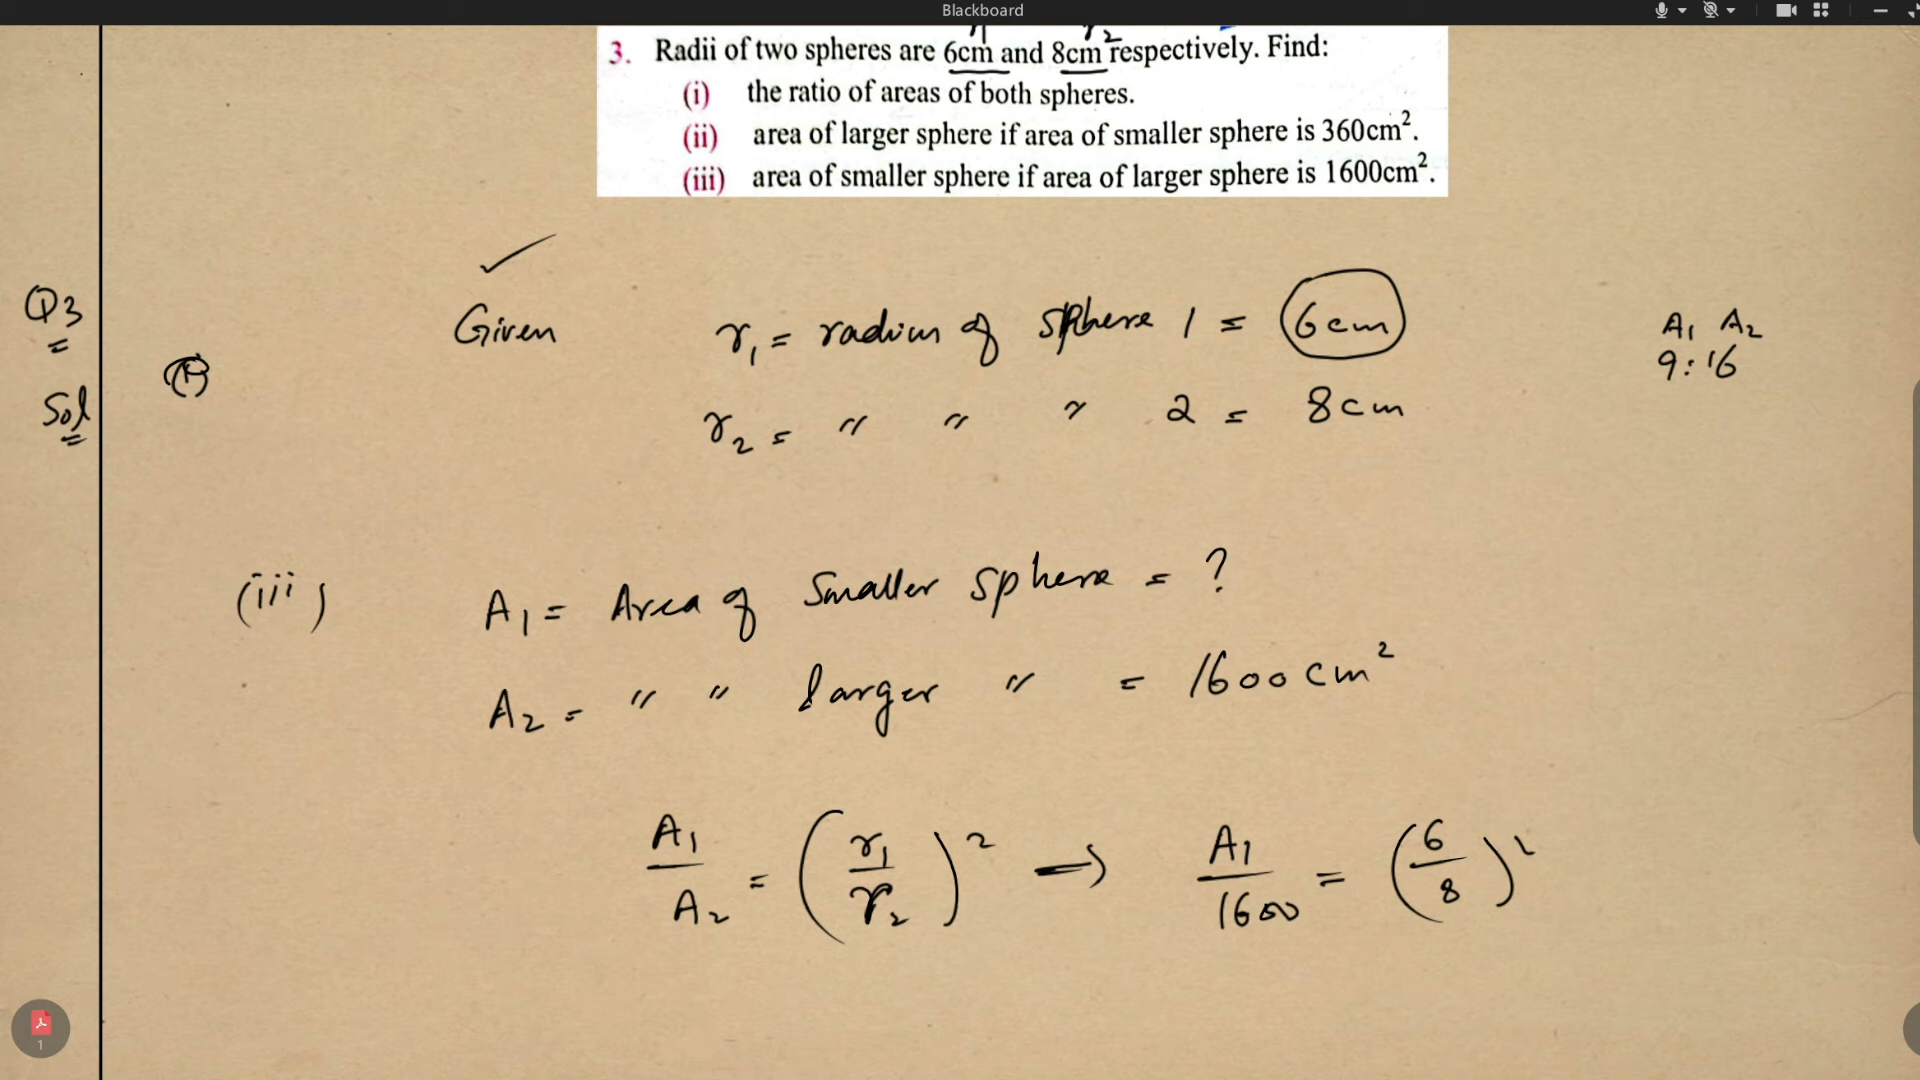 Blackboard
r1 r2
3. Radii of two spheres are 6cm and 8cm respectively. Find:
(i) the ratio of areas of both spheres.
(ii) area of larger sphere if area of smaller sphere is 360cm².
(iii) area of smaller sphere if area of larger sphere is 1600cm².
Q3
Sol
Given r₁ = radius of sphere 1 = 6cm
A₁ A₂
9:16
r₂ = " " " 2 = 8cm
(iii) A₁ = Area of Smaller sphere = ?
A₂ = " " larger " = 1600cm²
A₁/A₂ = (r₁/r₂)² ⇒ A₁/1600 = (6/8)²
1